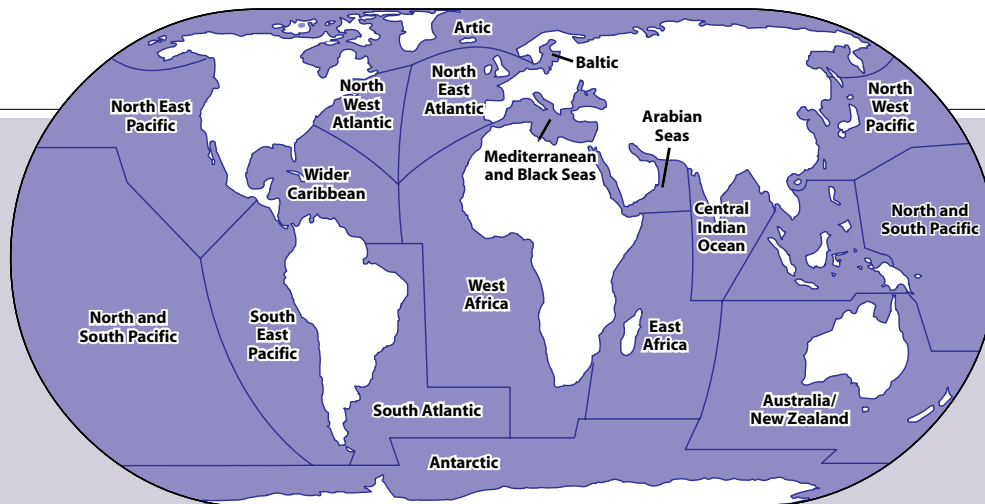 Artic
Baltic
North
East
Atlantic
North
West
Atlantic
North East
Pacific
North
West
Pacific
Arabian
Seas
Mediterranean
and Black Seas
Wider
Caribbean
Central
Indian
Ocean
North and
South Pacific
West
Africa
North and
South Pacific
South
East
Pacific
East
Africa
South Atlantic
Australia/
New Zealand
Antarctic